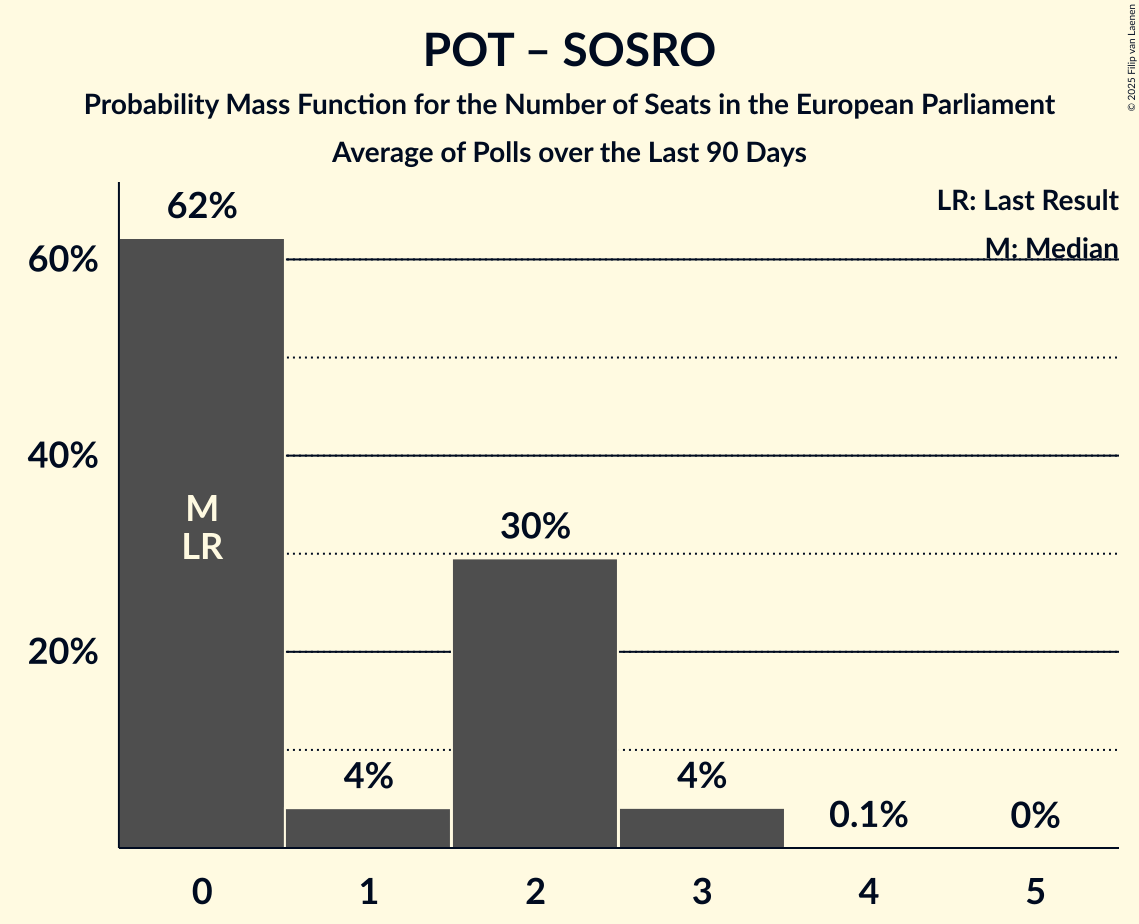 POT – SOSRO
Probability Mass Function for the Number of Seats in the European Parliament
Average of Polls over the Last 90 Days
© 2025 Filip van Laenen
LR: Last Result
M: Median
62%
60%
40%
20%
M
LR
4%
30%
4%
0.1%
0%
0 1 2 3 4 5